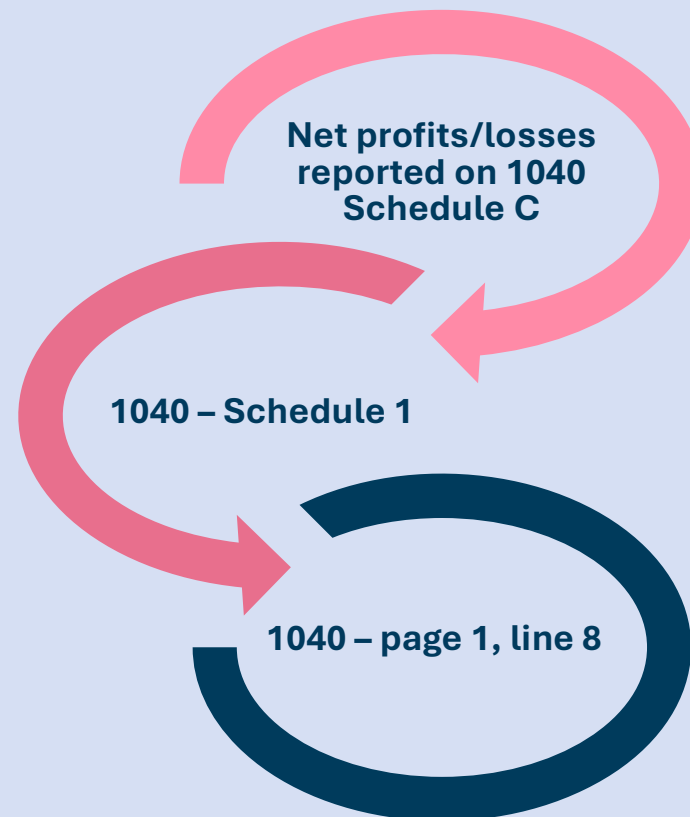 Net profits/losses
reported on 1040
Schedule C
1040 – Schedule 1
1040 – page 1, line 8